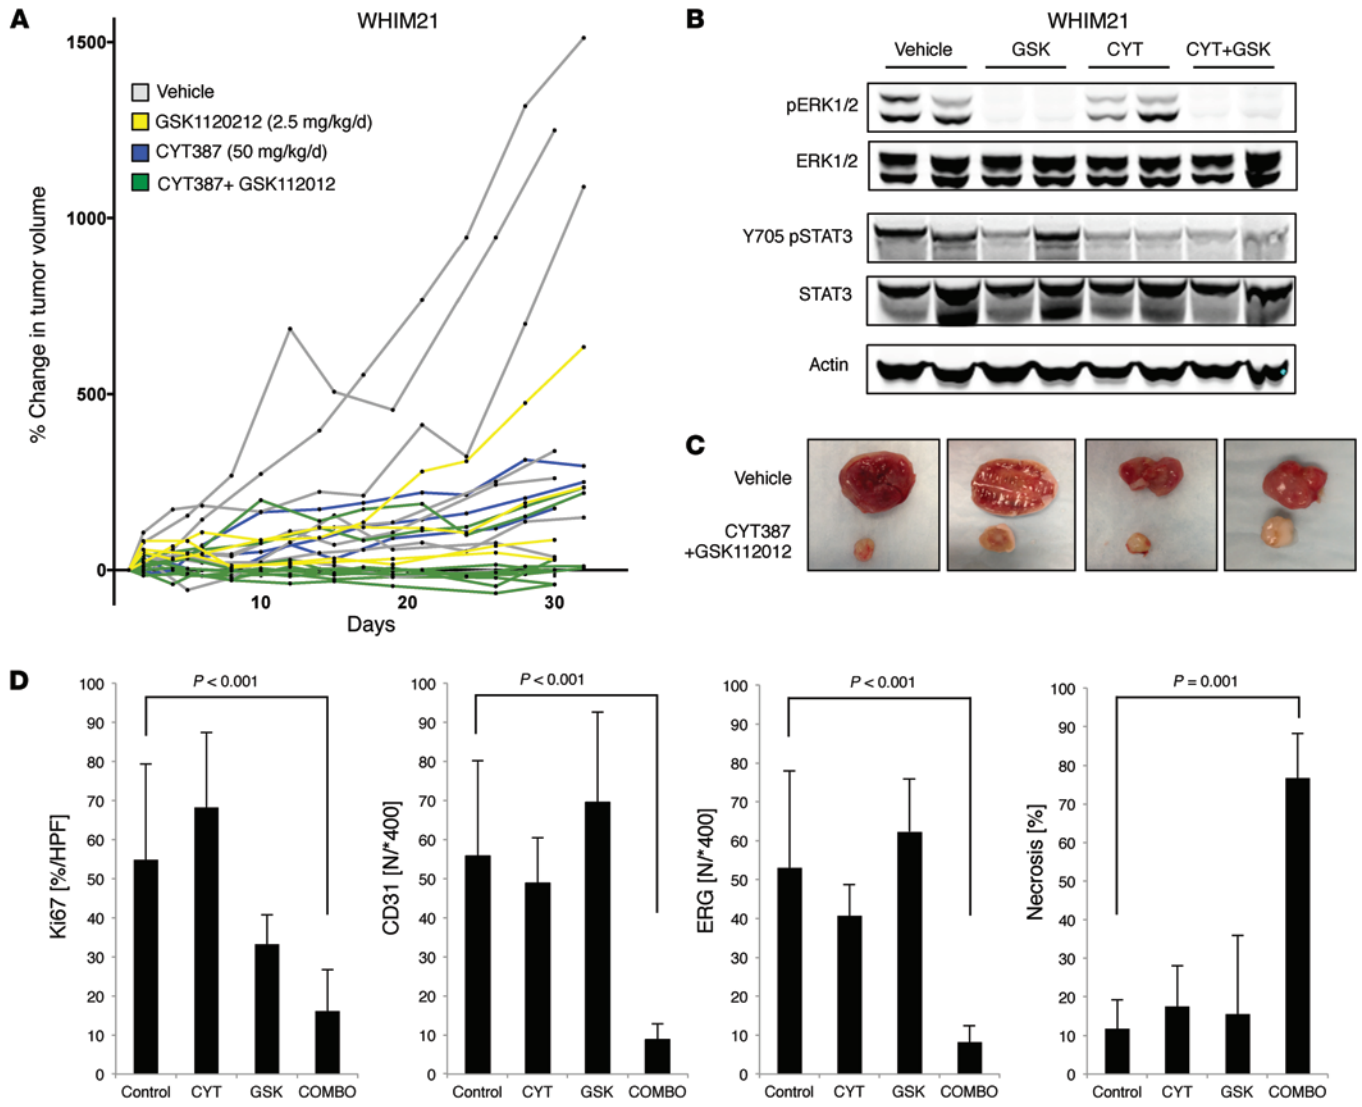 A
WHIM21
1500
1000
500
0
10
20
30
% Change in tumor volume
Days
Vehicle
GSK1120212 (2.5 mg/kg/d)
CYT387 (50 mg/kg/d)
CYT387+ GSK112012
B
WHIM21
Vehicle GSK CYT CYT+GSK
pERK1/2
ERK1/2
Y705 pSTAT3
STAT3
Actin
C
Vehicle
CYT387
+GSK112012
D
P < 0.001
100
90
80
70
60
50
40
30
20
10
0
Ki67 [%/HPF]
Control CYT GSK COMBO
P < 0.001
100
90
80
70
60
50
40
30
20
10
0
CD31 [N/*400]
Control CYT GSK COMBO
P < 0.001
100
90
80
70
60
50
40
30
20
10
0
ERG [N/*400]
Control CYT GSK COMBO
P = 0.001
100
90
80
70
60
50
40
30
20
10
0
Necrosis [%]
Control CYT GSK COMBO